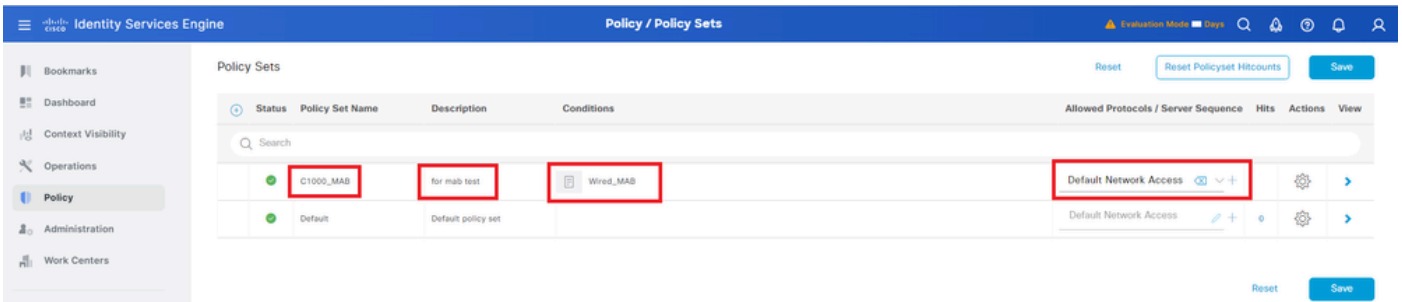 cisco Identity Services Engine Policy / Policy Sets Evaluation Mode Days
Bookmarks
Dashboard
Context Visibility
Operations
Policy
Administration
Work Centers
Policy Sets Reset Reset Policyset Hitcounts Save
Status Policy Set Name Description Conditions Allowed Protocols / Server Sequence Hits Actions View
Search
C1000_MAB for mab test Wired_MAB Default Network Access
Default Default policy set Default Network Access 0
Reset Save